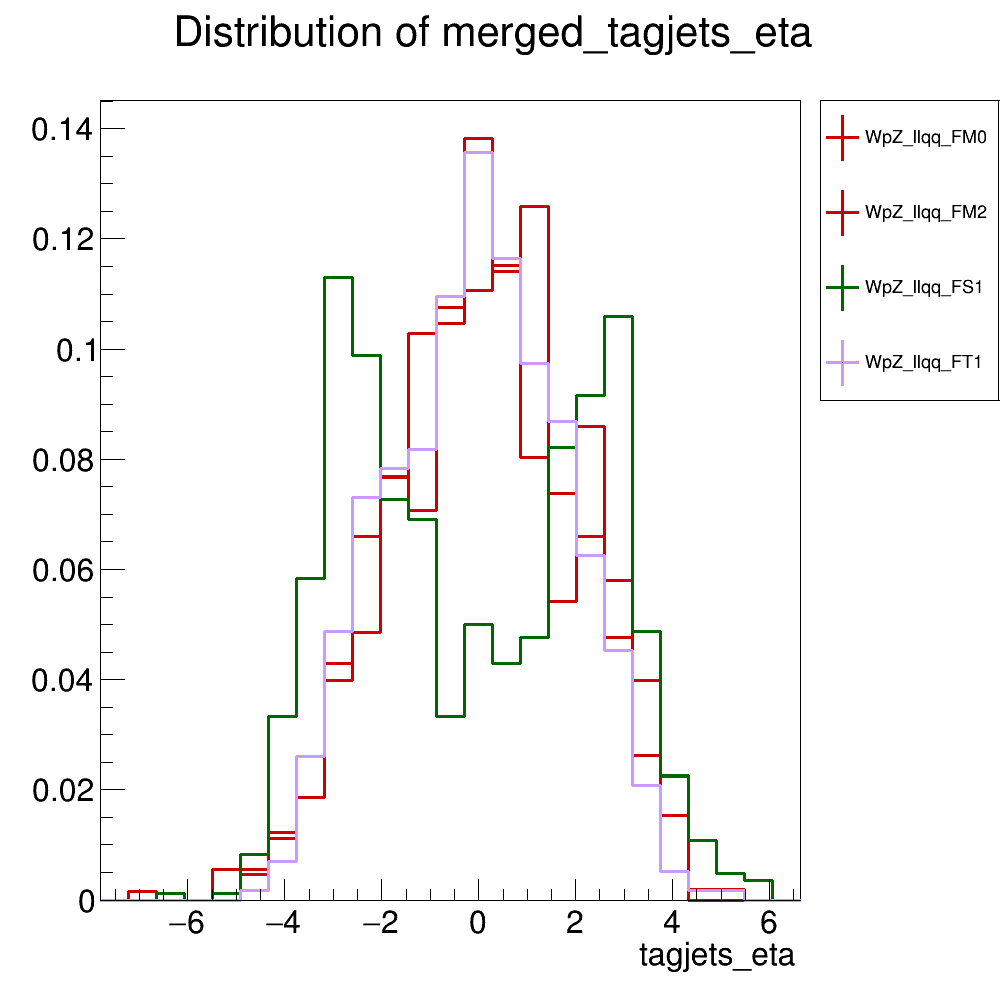 Distribution of merged_tagjets_eta
0.14
0.12
0.1
0.08
0.06
0.04
0.02
0
−6 −4 −2 0 2 4 6
tagjets_eta
WpZ_llqq_FM0
WpZ_llqq_FM2
WpZ_llqq_FS1
WpZ_llqq_FT1